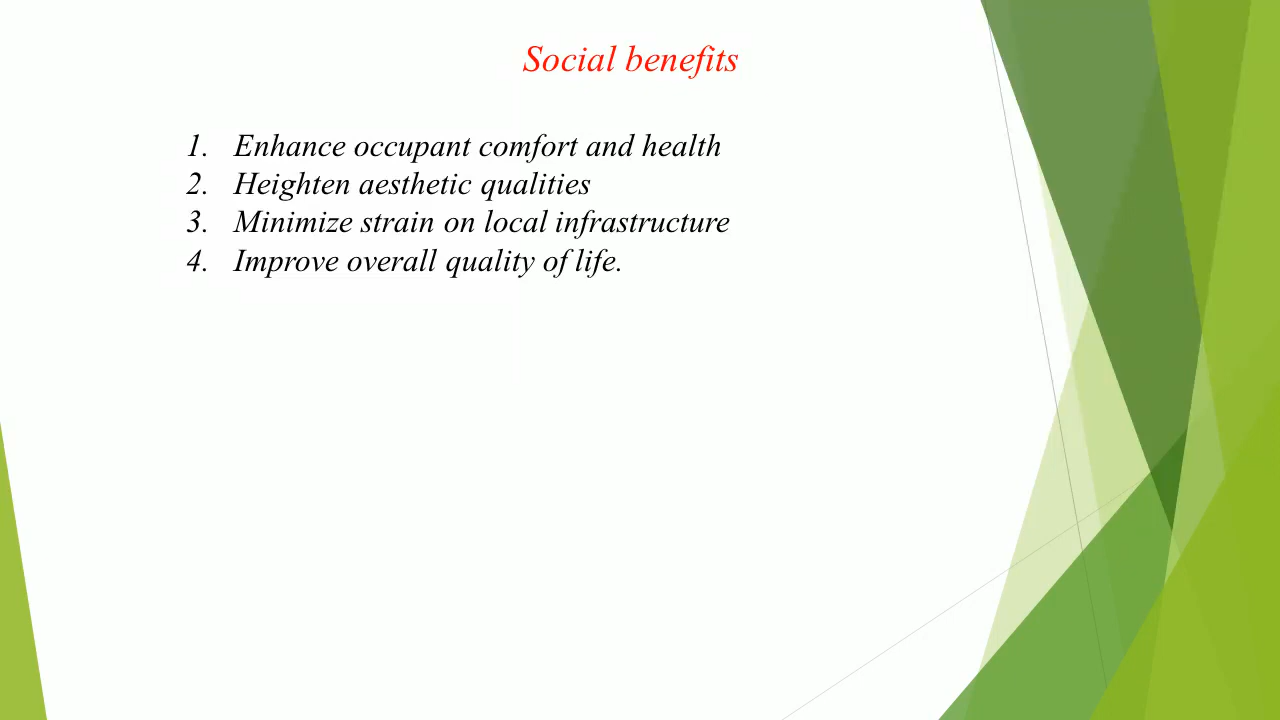 Social benefits
1. Enhance occupant comfort and health
2. Heighten aesthetic qualities
3. Minimize strain on local infrastructure
4. Improve overall quality of life.